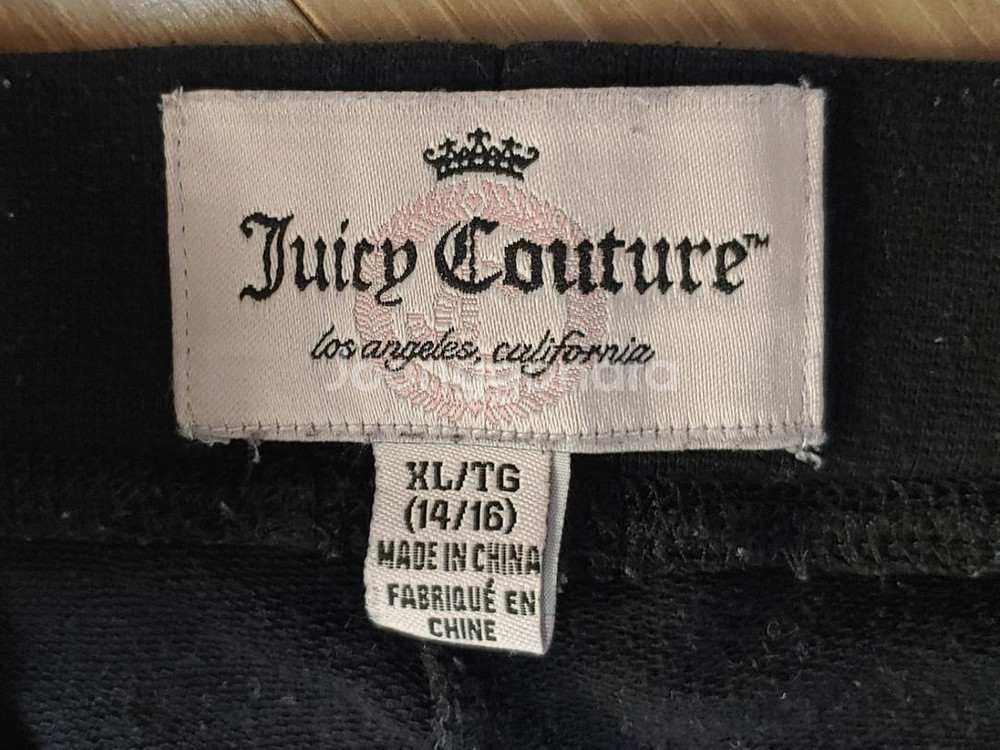 Juicy Couture™
los angeles, california
XL/TG
(14/16)
MADE IN CHINA
FABRIQUÉ EN
CHINE